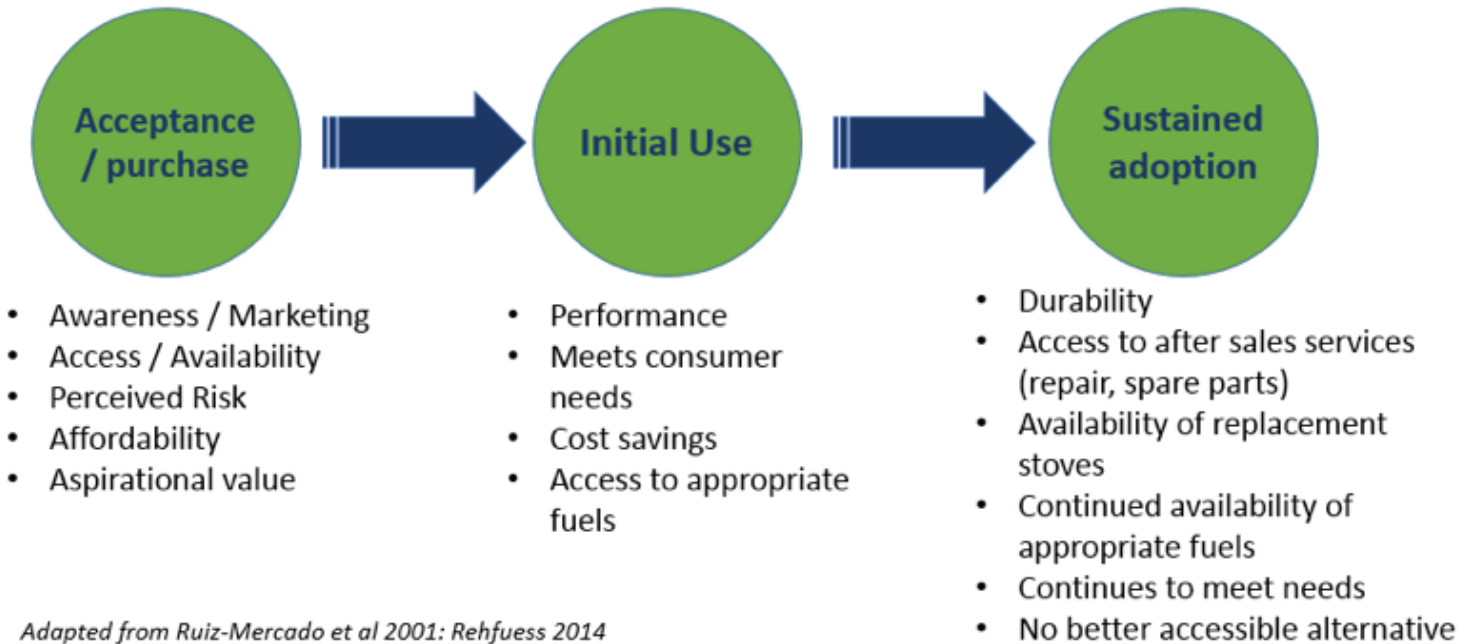 Acceptance
/ purchase
Initial Use
Sustained
adoption
• Awareness / Marketing
• Access / Availability
• Perceived Risk
• Affordability
• Aspirational value
• Performance
• Meets consumer
needs
• Cost savings
• Access to appropriate
fuels
• Durability
• Access to after sales services
(repair, spare parts)
• Availability of replacement
stoves
• Continued availability of
appropriate fuels
• Continues to meet needs
• No better accessible alternative
Adapted from Ruiz-Mercado et al 2001: Rehfuess 2014